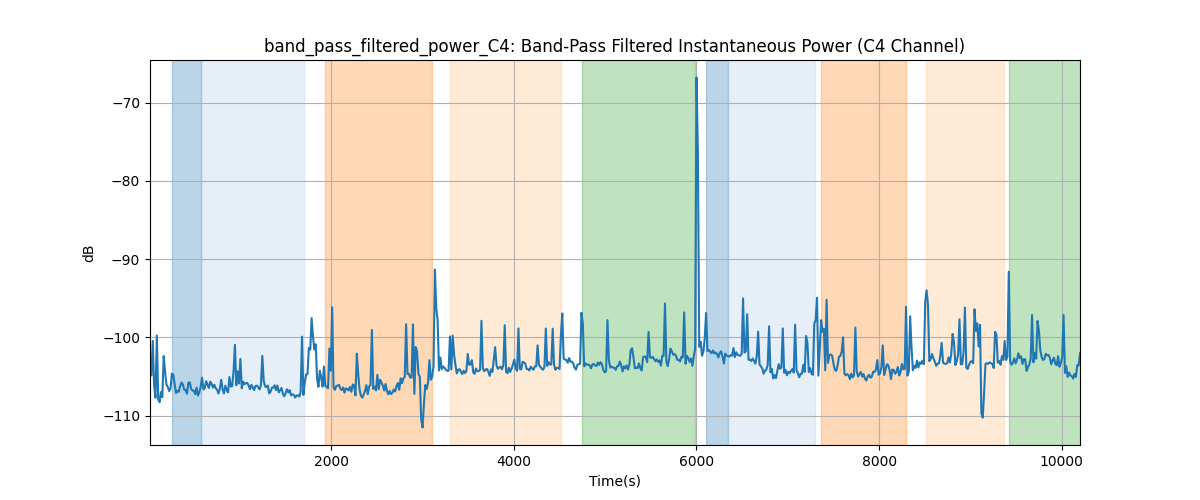 band_pass_filtered_power_C4: Band-Pass Filtered Instantaneous Power (C4 Channel)
−70
−80
−90
−100
−110
dB
2000 4000 6000 8000 10000
Time(s)